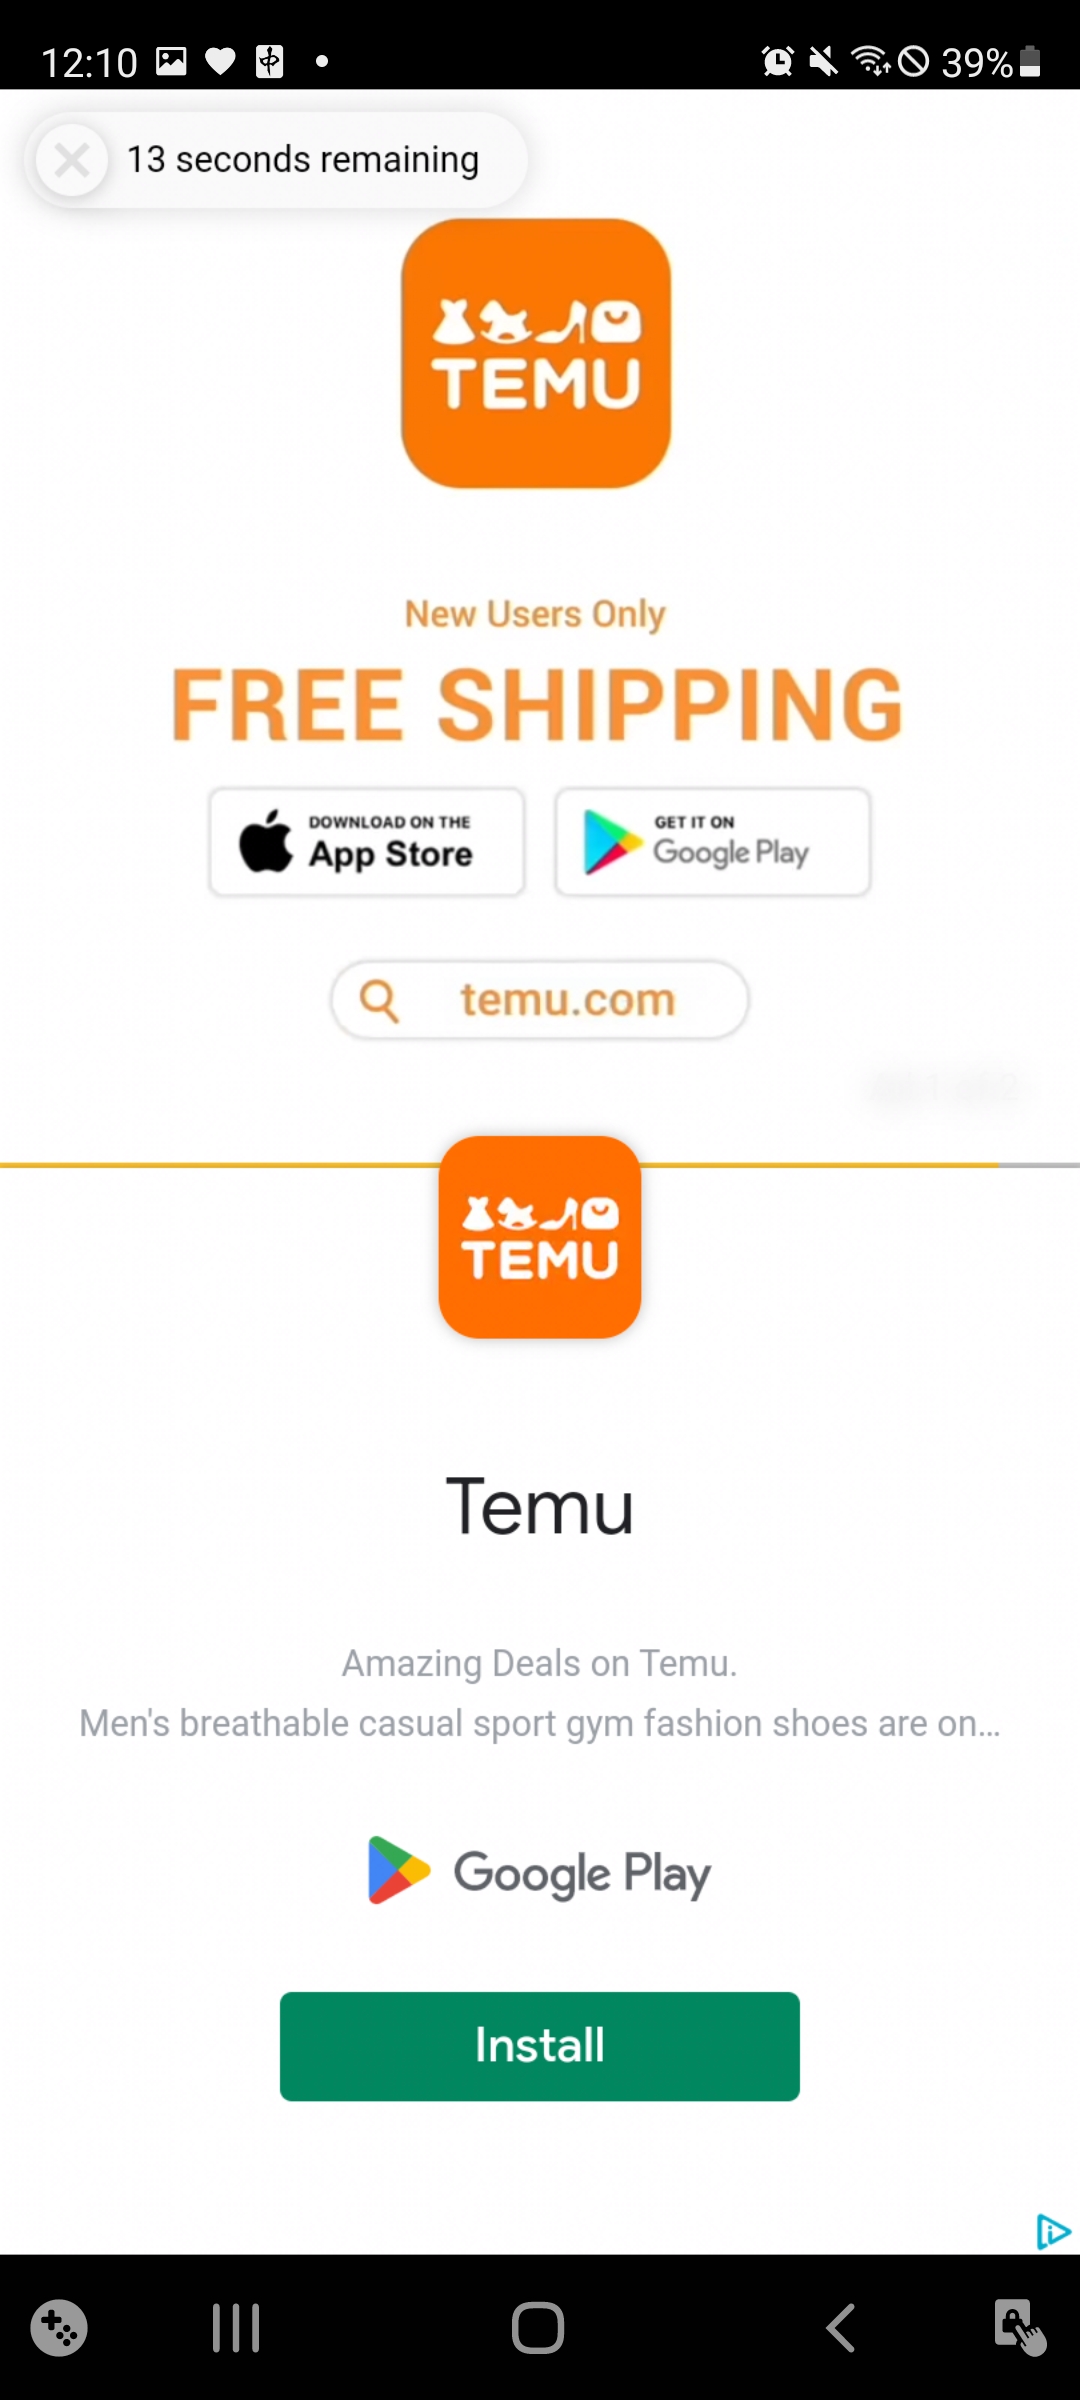 12:10
39%
13 seconds remaining
TEMU
New Users Only
FREE SHIPPING
DOWNLOAD ON THE
App Store
GET IT ON
Google Play
temu.com
TEMU
Temu
Amazing Deals on Temu.
Men's breathable casual sport gym fashion shoes are on...
Google Play
Install